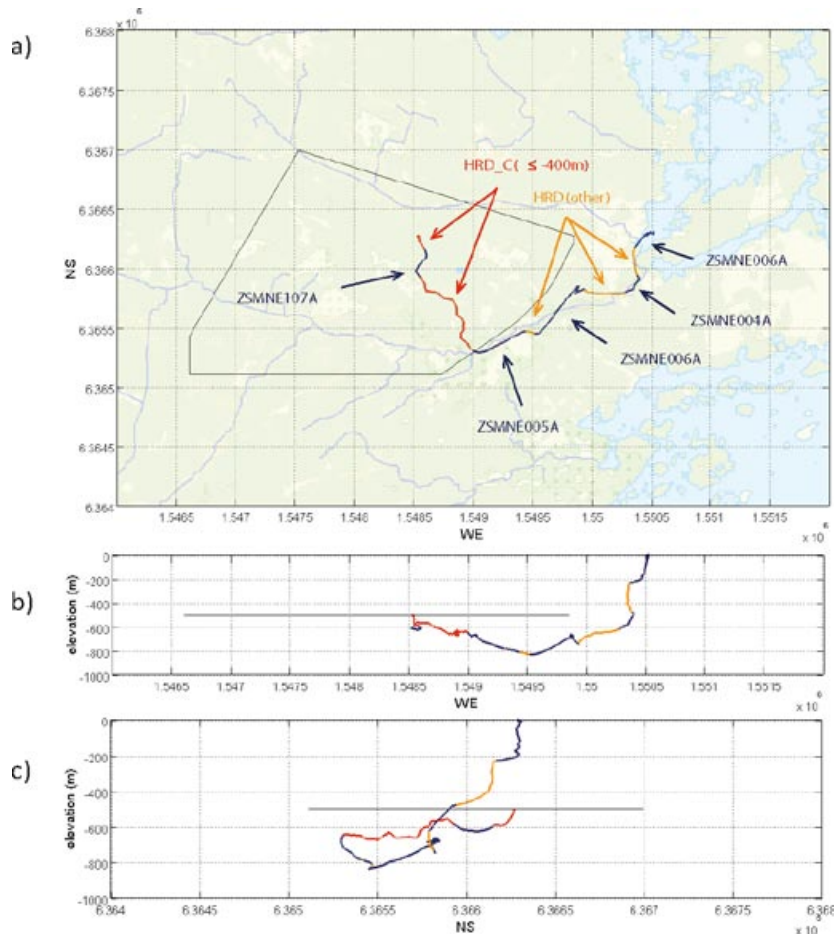 a)
x 10 6
6.368
6.3675
6.367
6.3665
6.366
6.3655
6.365
6.3645
6.364
NS
HRD_C( ≤ -400m)
HRD(other)
ZSMNE006A
ZSMNE107A
ZSMNE004A
ZSMNE006A
ZSMNE005A
1.5465 1.547 1.5475 1.548 1.5485 1.549 1.5495 1.55 1.5505 1.551 1.5515
WE
x 10 6
b)
elevation (m)
0
-200
-400
-600
-800
-1000
1.5465 1.547 1.5475 1.548 1.5485 1.549 1.5495 1.55 1.5505 1.551 1.5515
WE
x 10 6
c)
elevation (m)
0
-200
-400
-600
-800
-1000
6.364 6.3645 6.365 6.3655 6.366 6.3665 6.367 6.3675 6.368
NS
x 10